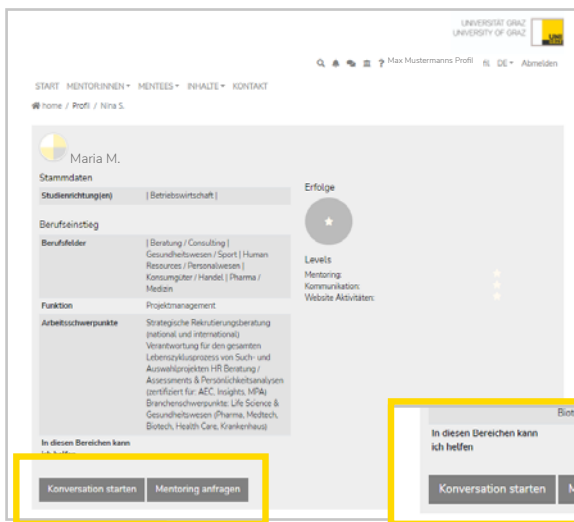 UNIVERSITÄT GRAZ
UNIVERSITY OF GRAZ
UNI
? Max Mustermanns Profil DE Abmelden
START MENTOR:INNEN MENTEES INHALTE KONTAKT
home / Profil / Nina S.
Maria M.
Stammdaten
Studienrichtung(en) | Betriebswirtschaft |
Berufseinstieg
Berufsfelder | Beratung / Consulting |
Gesundheitswesen / Sport | Human
Resources / Personalwesen |
Konsumgüter / Handel | Pharma /
Medizin
Funktion Projektmanagement
Arbeitsschwerpunkte Strategische Rekrutierungsberatung
(national und international)
Verantwortung für den gesamten
Lebenszyklusprozess von Such- und
Auswahlprojekten HR Beratung /
Assessments & Persönlichkeitsanalysen
(zertifiziert für: AEC, Insights, MPA)
Branchenschwerpunkte: Life Science &
Gesundheitswesen (Pharma, Medtech,
Biotech, Health Care, Krankenhaus)
In diesen Bereichen kann
ich helfen
Konversation starten Mentoring anfragen
Erfolge
Levels
Mentoring:
Kommunikation:
Website Aktivitäten:
Biot
In diesen Bereichen kann
ich helfen
Konversation starten M